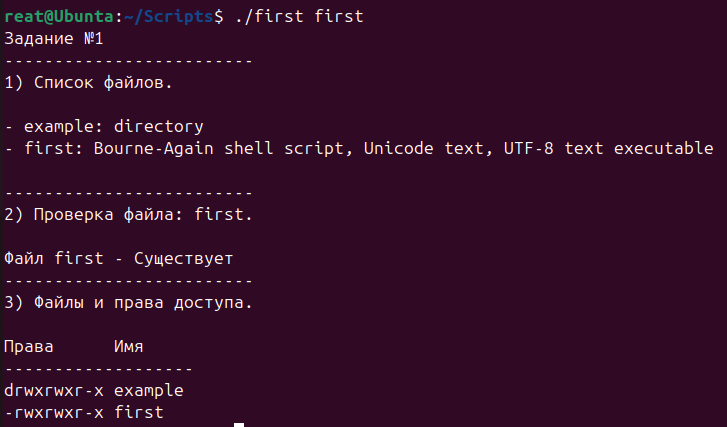 reat@Ubunta:~/Scripts$ ./first first
Задание №1
-------------------------
1) Список файлов.
- example: directory
- first: Bourne-Again shell script, Unicode text, UTF-8 text executable
-------------------------
2) Проверка файла: first.
Файл first - Существует
-------------------------
3) Файлы и права доступа.
Права      Имя
-------------------
drwxrwxr-x example
-rwxrwxr-x first